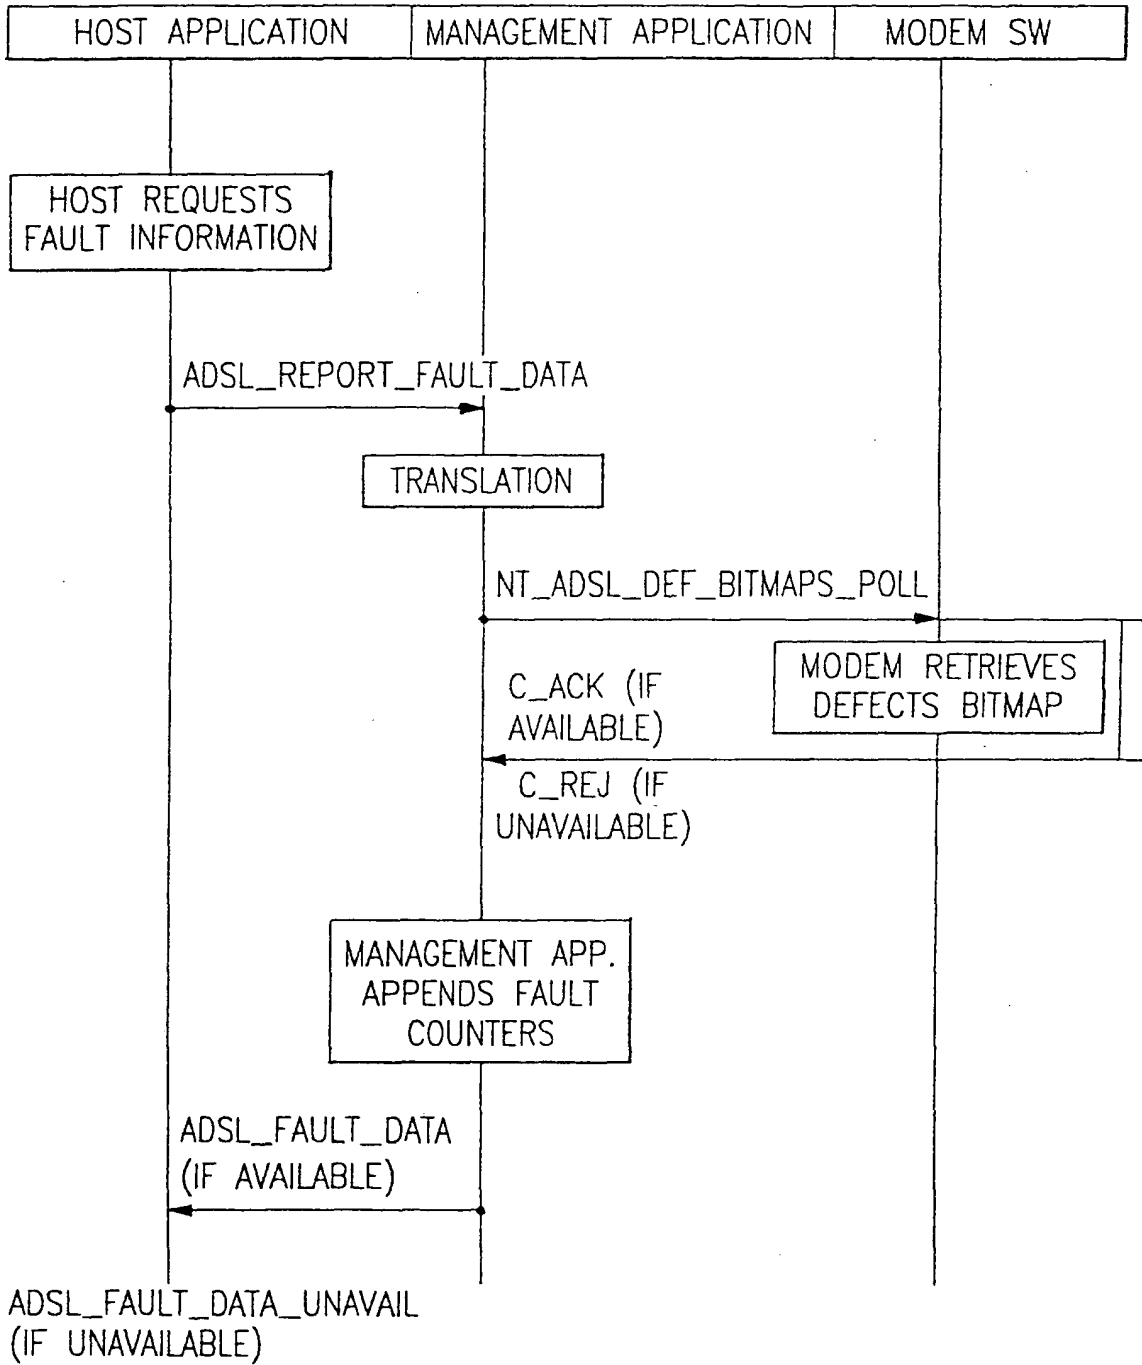 HOST APPLICATION
MANAGEMENT APPLICATION
MODEM SW
HOST REQUESTS
FAULT INFORMATION
ADSL_REPORT_FAULT_DATA
TRANSLATION
NT_ADSL_DEF_BITMAPS_POLL
MODEM RETRIEVES
DEFECTS BITMAP
C_ACK (IF
AVAILABLE)
C_REJ (IF
UNAVAILABLE)
MANAGEMENT APP.
APPENDS FAULT
COUNTERS
ADSL_FAULT_DATA
(IF AVAILABLE)
ADSL_FAULT_DATA_UNAVAIL
(IF UNAVAILABLE)